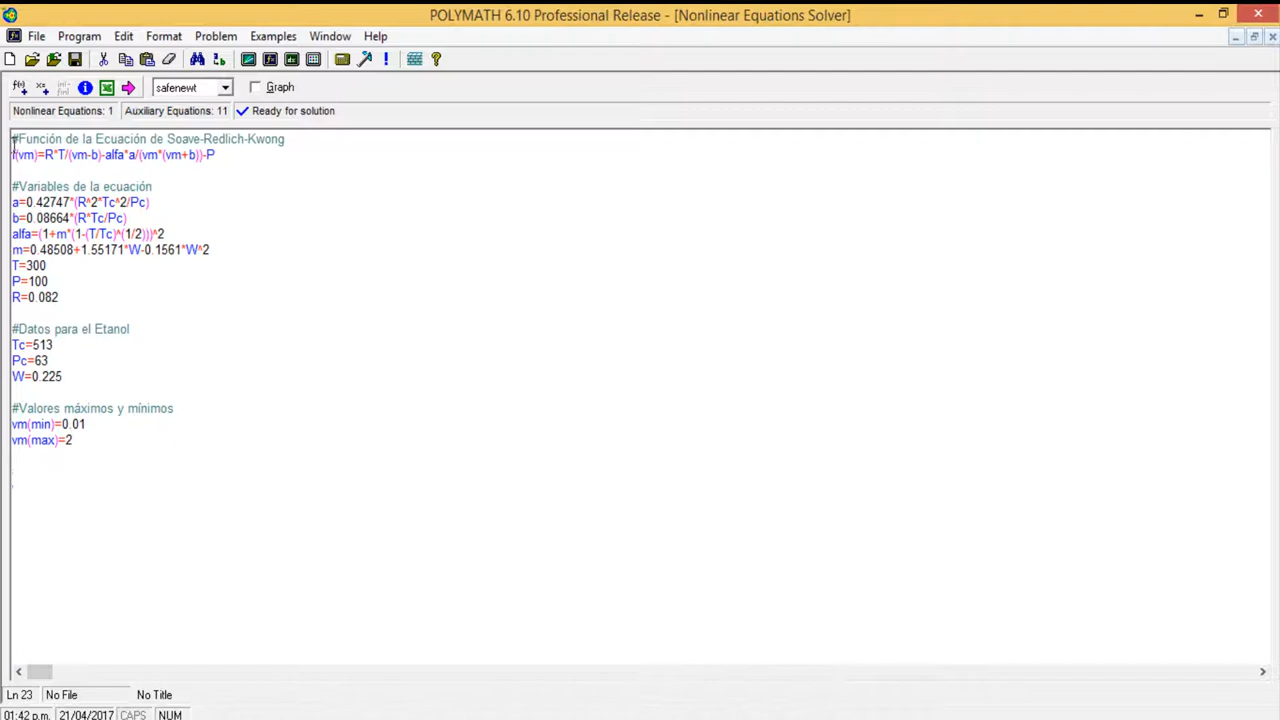 POLYMATH 6.10 Professional Release - [Nonlinear Equations Solver]
File Program Edit Format Problem Examples Window Help
safenewt Graph
Nonlinear Equations: 1 Auxiliary Equations: 11 Ready for solution
#Función de la Ecuación de Soave-Redlich-Kwong
f(vm)=R*T/(vm-b)-alfa*a/(vm*(vm+b))-P
#Variables de la ecuación
a=0.42747*(R^2*Tc^2/Pc)
b=0.08664*(R*Tc/Pc)
alfa=(1+m*(1-(T/Tc)^(1/2)))^2
m=0.48508+1.55171*W-0.1561*W^2
T=300
P=100
R=0.082
#Datos para el Etanol
Tc=513
Pc=63
W=0.225
#Valores máximos y mínimos
vm(min)=0.01
vm(max)=2
Ln 23 No File No Title
01:42 p.m. 21/04/2017 CAPS NUM